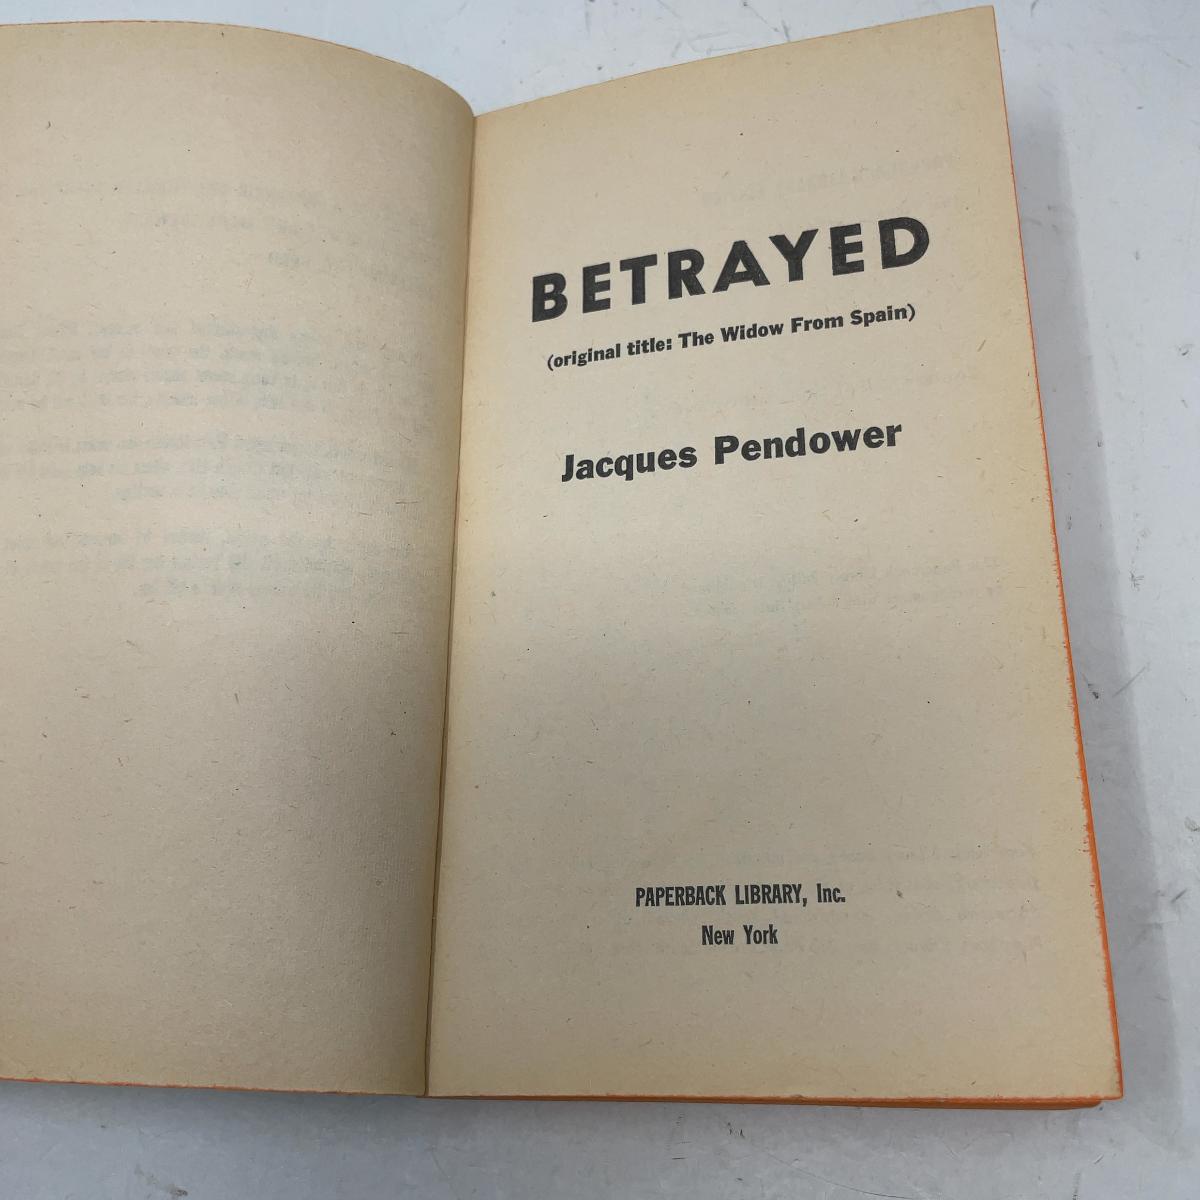 BETRAYED
(original title: The Widow From Spain)
Jacques Pendower
PAPERBACK LIBRARY, Inc.
New York